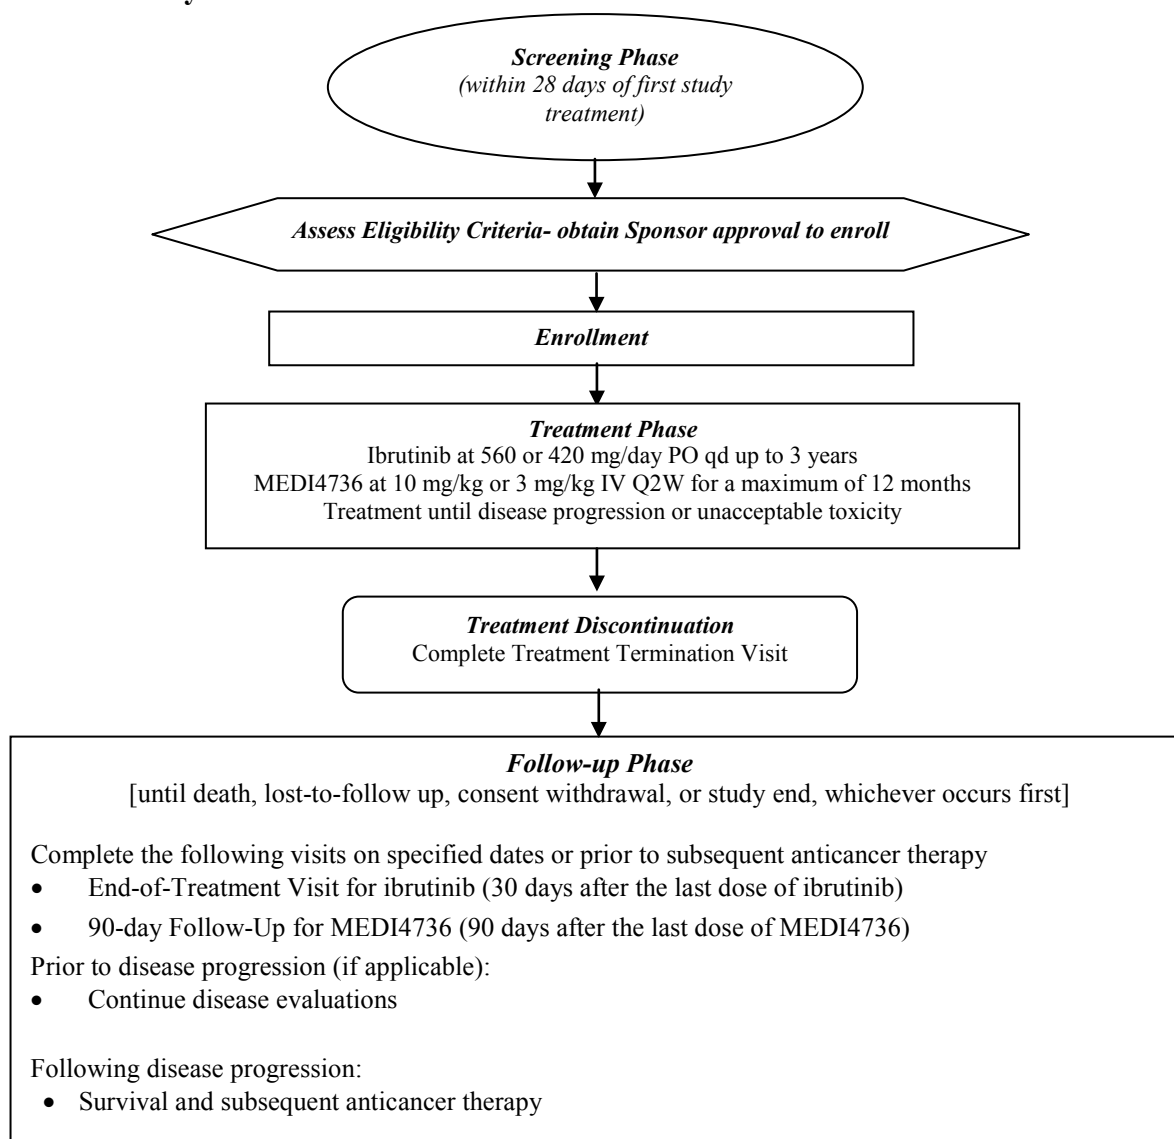 Screening Phase
(within 28 days of first study
treatment)
Assess Eligibility Criteria- obtain Sponsor approval to enroll
Enrollment
Treatment Phase
Ibrutinib at 560 or 420 mg/day PO qd up to 3 years
MEDI4736 at 10 mg/kg or 3 mg/kg IV Q2W for a maximum of 12 months
Treatment until disease progression or unacceptable toxicity
Treatment Discontinuation
Complete Treatment Termination Visit
Follow-up Phase
[until death, lost-to-follow up, consent withdrawal, or study end, whichever occurs first]
Complete the following visits on specified dates or prior to subsequent anticancer therapy
• End-of-Treatment Visit for ibrutinib (30 days after the last dose of ibrutinib)
• 90-day Follow-Up for MEDI4736 (90 days after the last dose of MEDI4736)
Prior to disease progression (if applicable):
• Continue disease evaluations
Following disease progression:
• Survival and subsequent anticancer therapy